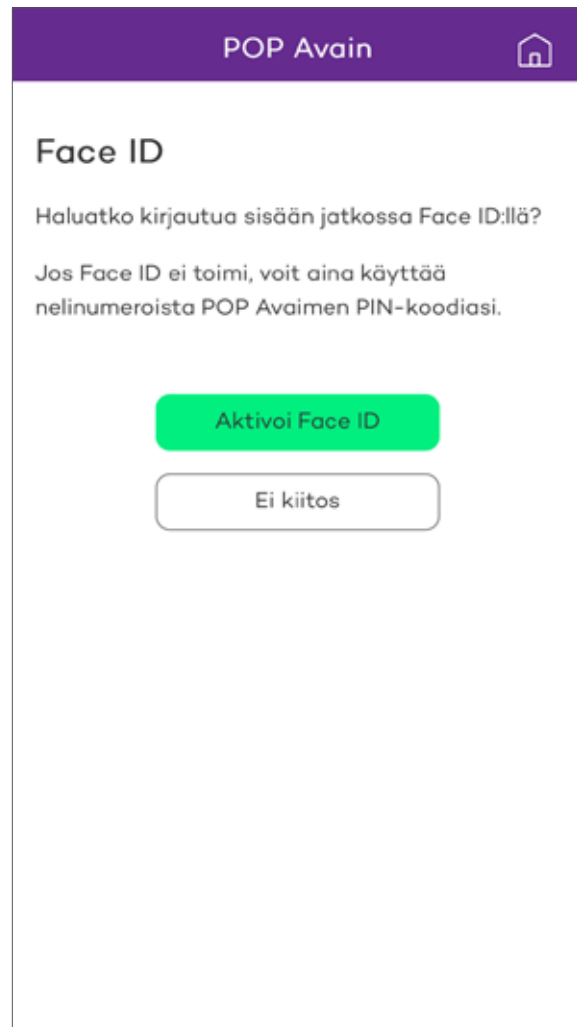 POP Avain
Face ID
Haluatko kirjautua sisään jatkossa Face ID:llä?
Jos Face ID ei toimi, voit aina käyttää
nelinumeroista POP Avaimen PIN-koodiasi.
Aktivoi Face ID
Ei kiitos